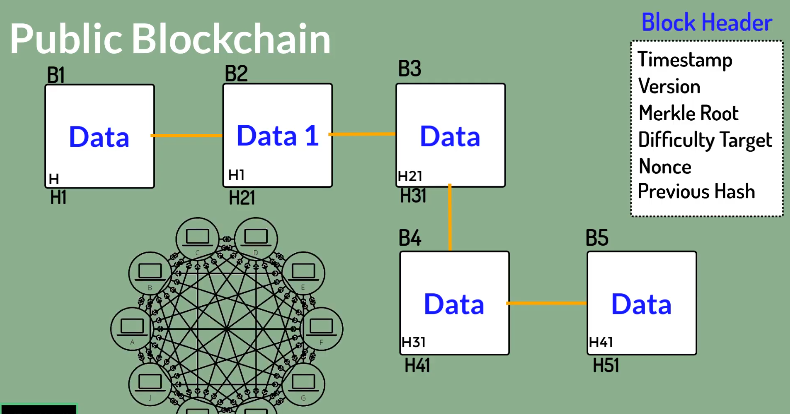 Public Blockchain
Block Header
Timestamp
Version
Merkle Root
Difficulty Target
Nonce
Previous Hash
B1
Data
H
H1
B2
Data 1
H1
H21
B3
Data
H21
H31
B4
Data
H31
H41
B5
Data
H41
H51
D
B
E
A
F
J
G